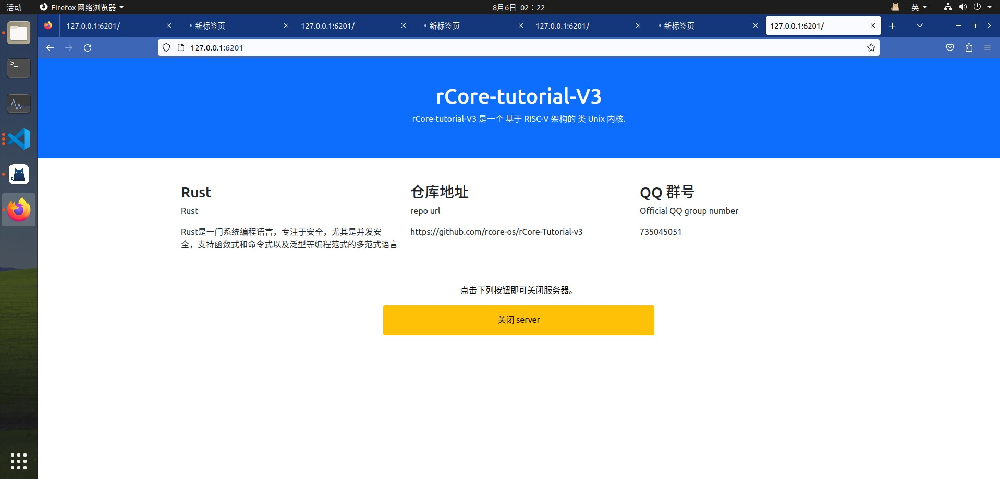 活动
Firefox 网络浏览器
8月6日 02：22
英
127.0.0.1:6201/
新标签页
127.0.0.1:6201/
新标签页
127.0.0.1:6201/
新标签页
127.0.0.1:6201/
127.0.0.1:6201
rCore-tutorial-V3
rCore-tutorial-V3 是一个 基于 RISC-V 架构的 类 Unix 内核.
Rust
Rust
Rust是一门系统编程语言，专注于安全，尤其是并发安
全，支持函数式和命令式以及泛型等编程范式的多范式语言
仓库地址
repo url
https://github.com/rcore-os/rCore-Tutorial-v3
QQ 群号
Official QQ group number
735045051
点击下列按钮即可关闭服务器。
关闭 server